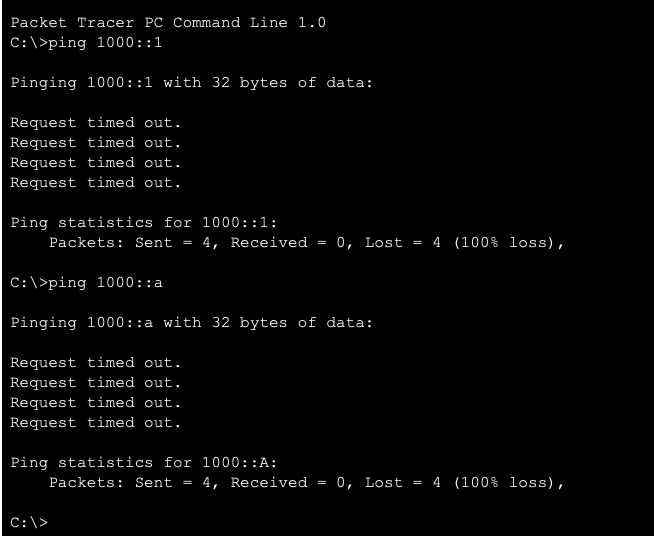 Packet Tracer PC Command Line 1.0
C:\>ping 1000::1
Pinging 1000::1 with 32 bytes of data:
Request timed out.
Request timed out.
Request timed out.
Request timed out.
Ping statistics for 1000::1:
    Packets: Sent = 4, Received = 0, Lost = 4 (100% loss),
C:\>ping 1000::a
Pinging 1000::a with 32 bytes of data:
Request timed out.
Request timed out.
Request timed out.
Request timed out.
Ping statistics for 1000::A:
    Packets: Sent = 4, Received = 0, Lost = 4 (100% loss),
C:\>